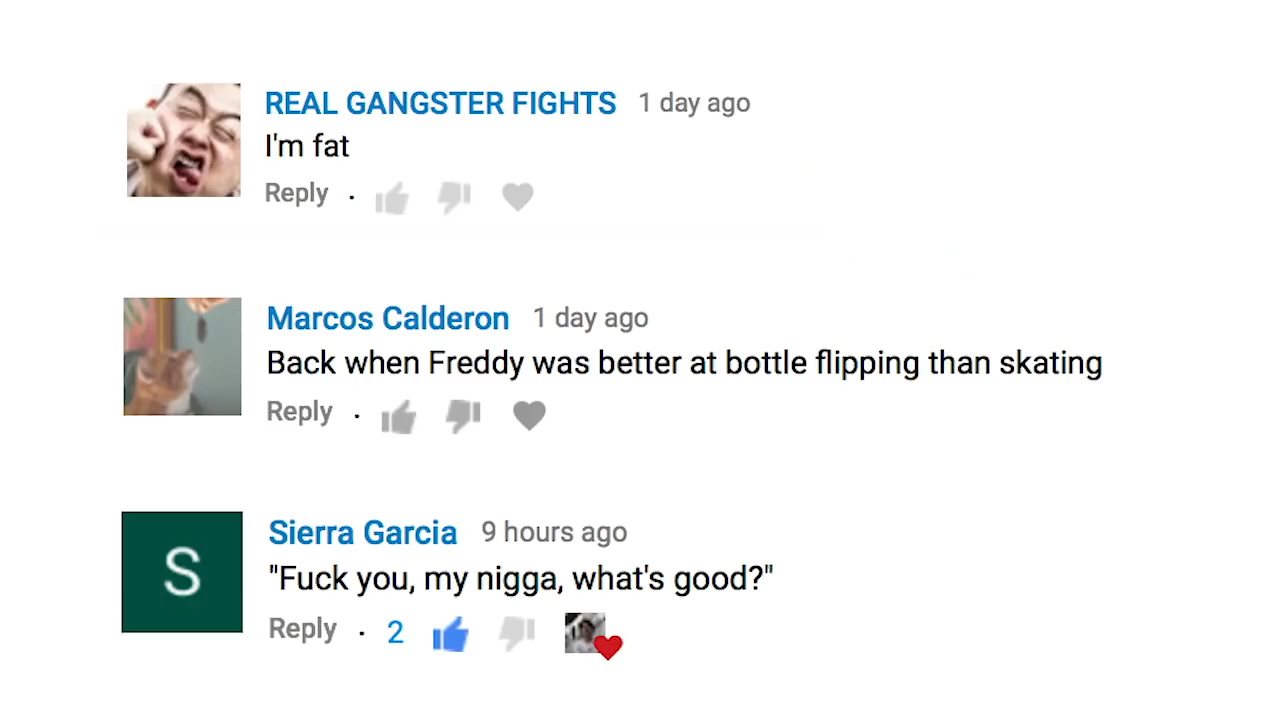 REAL GANGSTER FIGHTS 1 day ago
I'm fat
Reply .
Marcos Calderon 1 day ago
Back when Freddy was better at bottle flipping than skating
Reply .
S
Sierra Garcia 9 hours ago
"Fuck you, my nigga, what's good?"
Reply . 2